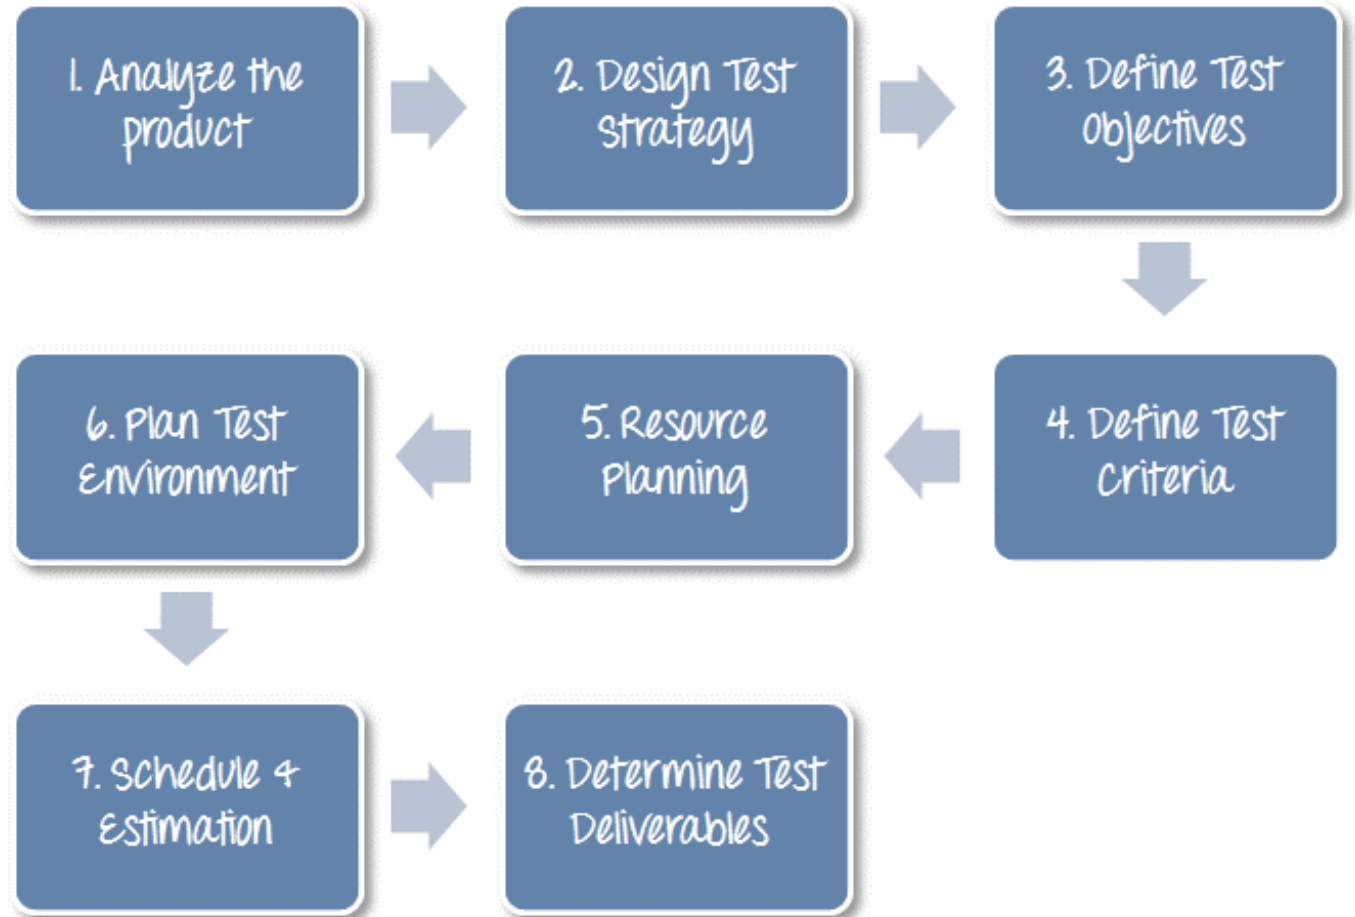 1. Analyze the
product
2. Design Test
Strategy
3. Define Test
Objectives
4. Define Test
Criteria
5. Resource
Planning
6. Plan Test
Environment
7. Schedule &
Estimation
8. Determine Test
Deliverables